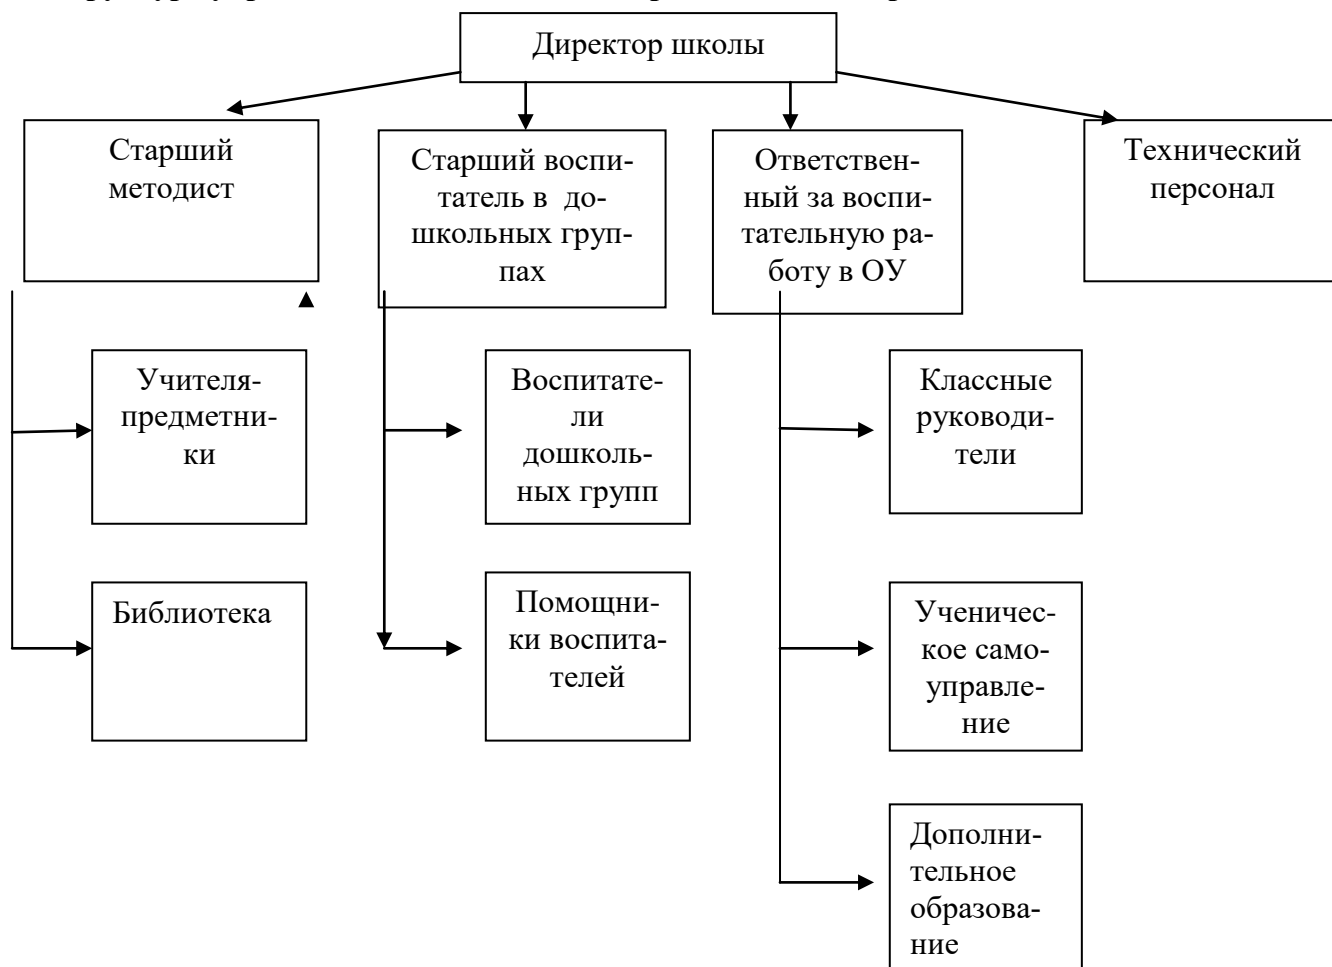 Директор школы
Старший
методист
Старший воспи-
татель в до-
школьных груп-
пах
Ответствен-
ный за воспи-
тательную ра-
боту в ОУ
Технический
персонал
Учителя-
предметни-
ки
Воспитате-
ли
дошколь-
ных групп
Классные
руководи-
тели
Библиотека
Помощни-
ки воспита-
телей
Ученичес-
кое само-
управле-
ние
Дополни-
тельное
образова-
ние